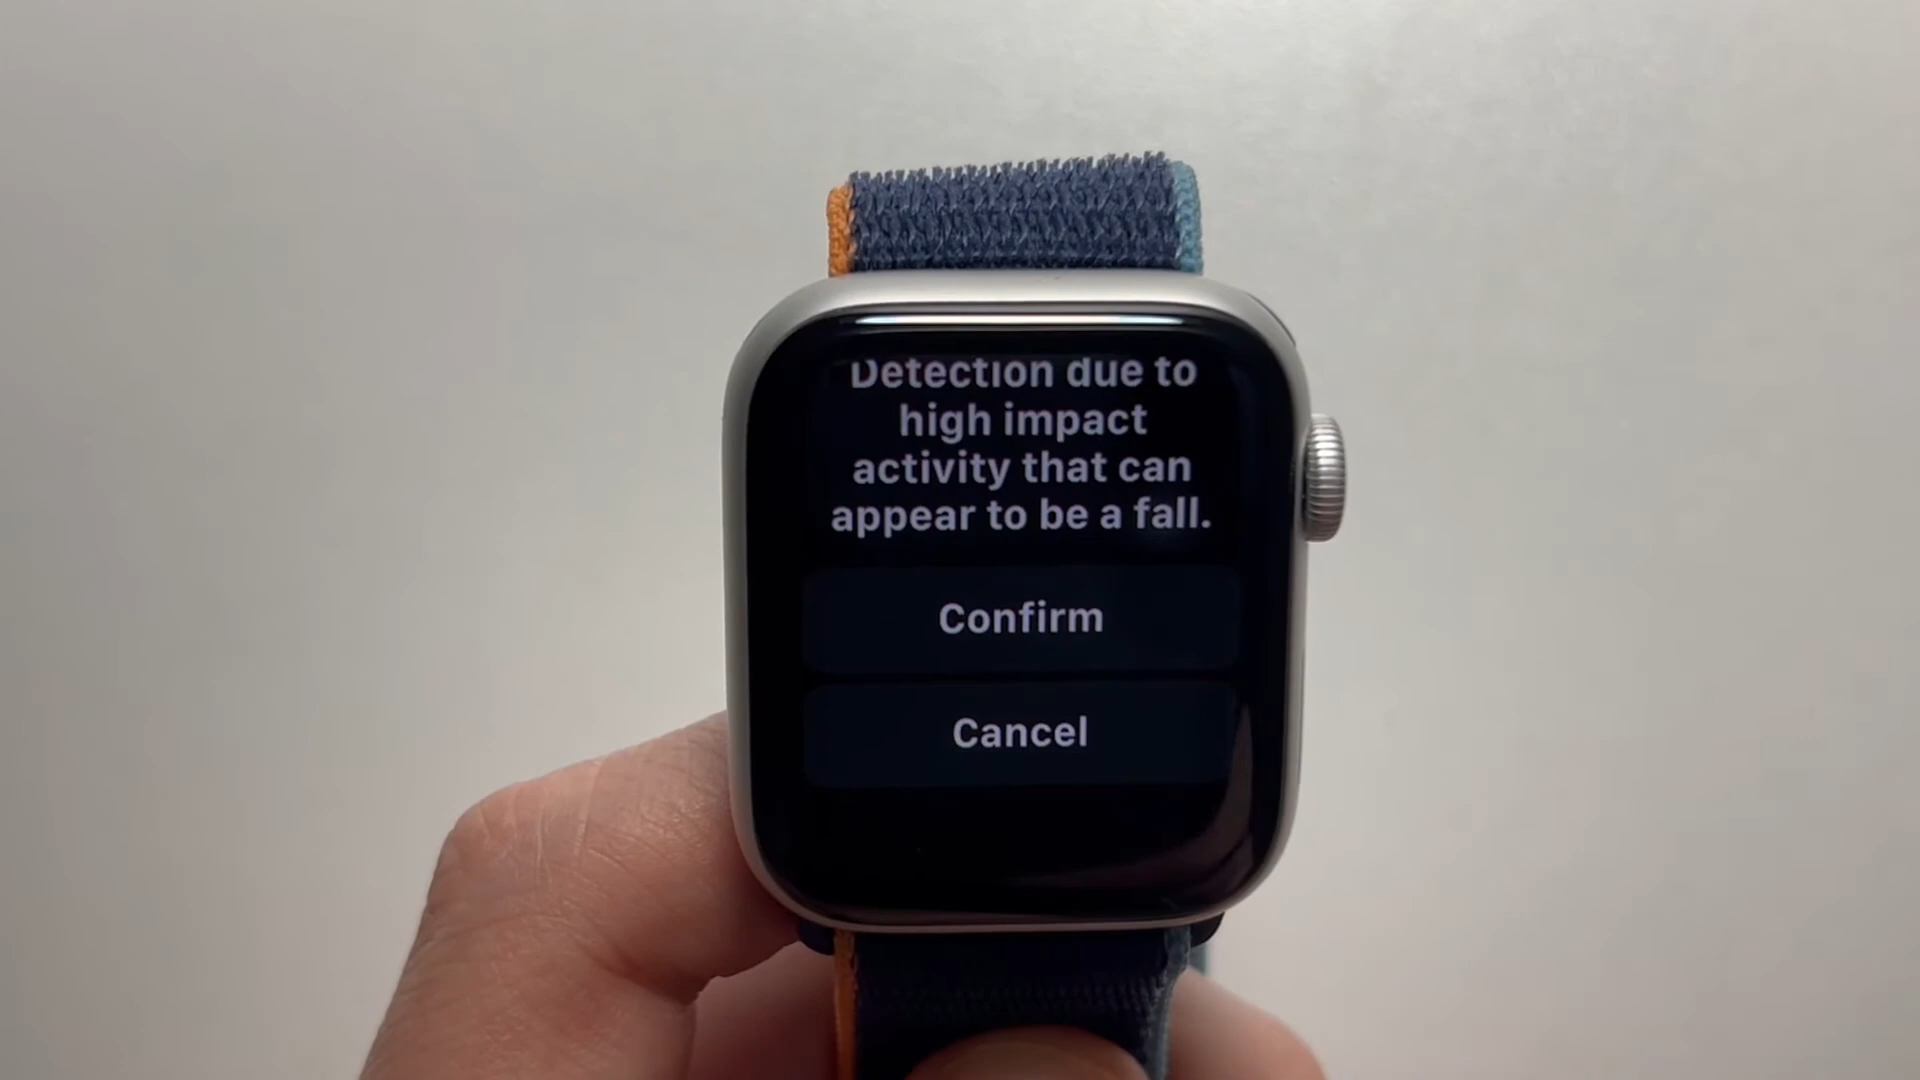 Detection due to
high impact
activity that can
appear to be a fall.
Confirm
Cancel